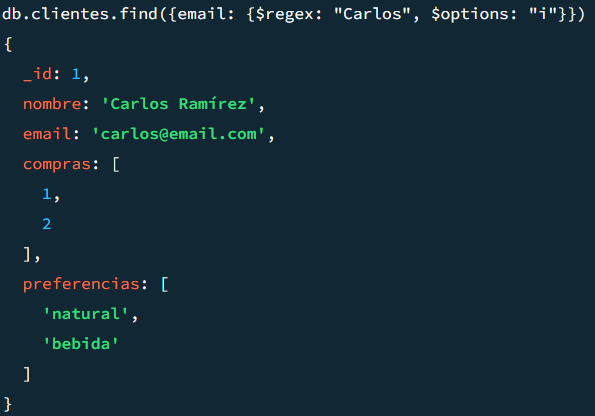 db.clientes.find({email: {$regex: "Carlos", $options: "i"}})
{
  _id: 1,
  nombre: 'Carlos Ramírez',
  email: 'carlos@email.com',
  compras: [
    1,
    2
  ],
  preferencias: [
    'natural',
    'bebida'
  ]
}